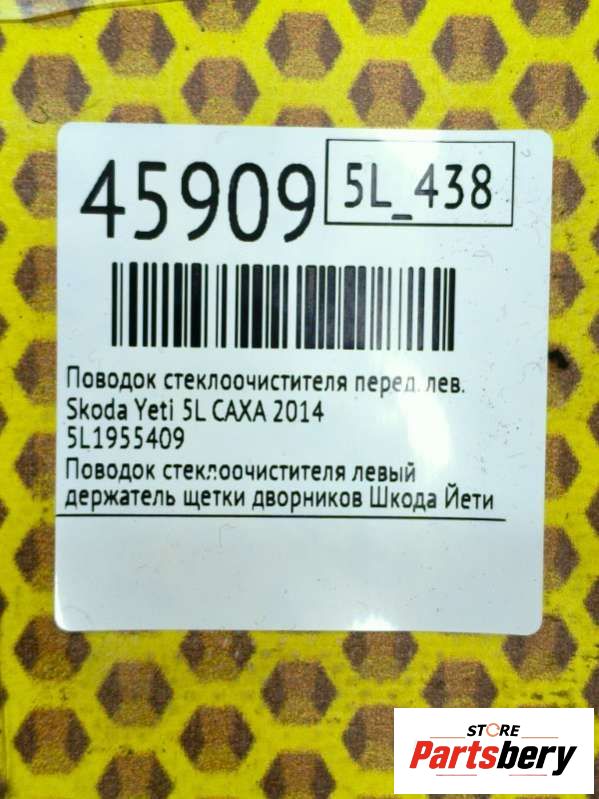 45909 5L_438
Поводок стеклоочистителя перед. лев.
Skoda Yeti 5L CAXA 2014
5L1955409
Поводок стеклоочистителя левый
держатель щетки дворников Шкода Йети
STORE
Partsbery